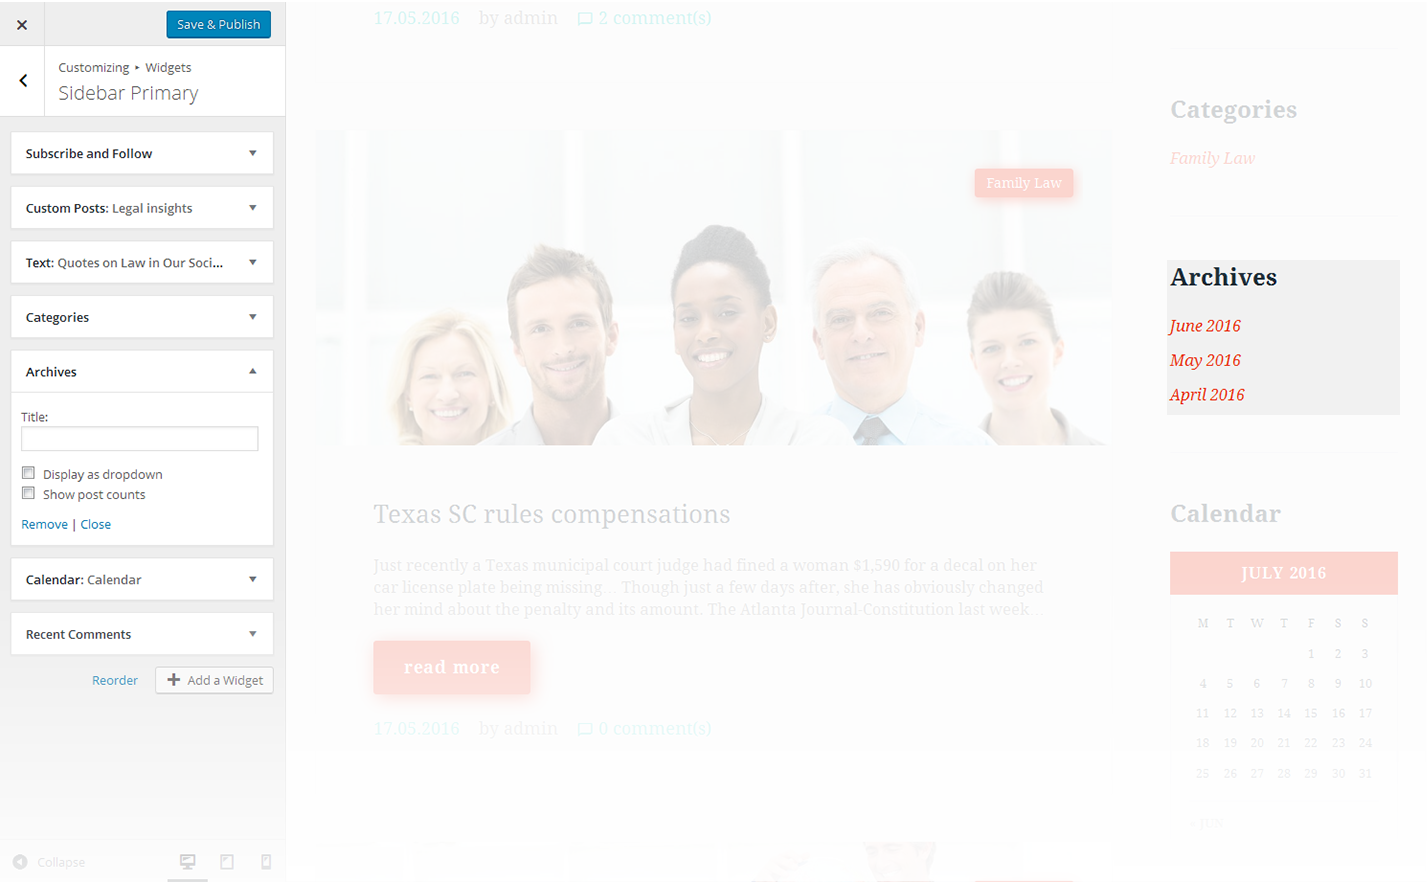 Save & Publish
Customizing ▸ Widgets
Sidebar Primary
Subscribe and Follow
Custom Posts: Legal insights
Text: Quotes on Law in Our Soci...
Categories
Archives
Title:
Display as dropdown
Show post counts
Remove | Close
Calendar: Calendar
Recent Comments
Reorder
Add a Widget
Collapse
17.05.2016 by admin 2 comment(s)
Family Law
Texas SC rules compensations
Just recently a Texas municipal court judge had fined a woman $1,590 for a decal on her
car license plate being missing... Though just a few days after, she has obviously changed
her mind about the penalty and its amount. The Atlanta Journal-Constitution last week...
read more
17.05.2016 by admin 0 comment(s)
Categories
Family Law
Archives
June 2016
May 2016
April 2016
Calendar
JULY 2016
M T W T F S S
1 2 3
4 5 6 7 8 9 10
11 12 13 14 15 16 17
18 19 20 21 22 23 24
25 26 27 28 29 30 31
JUN